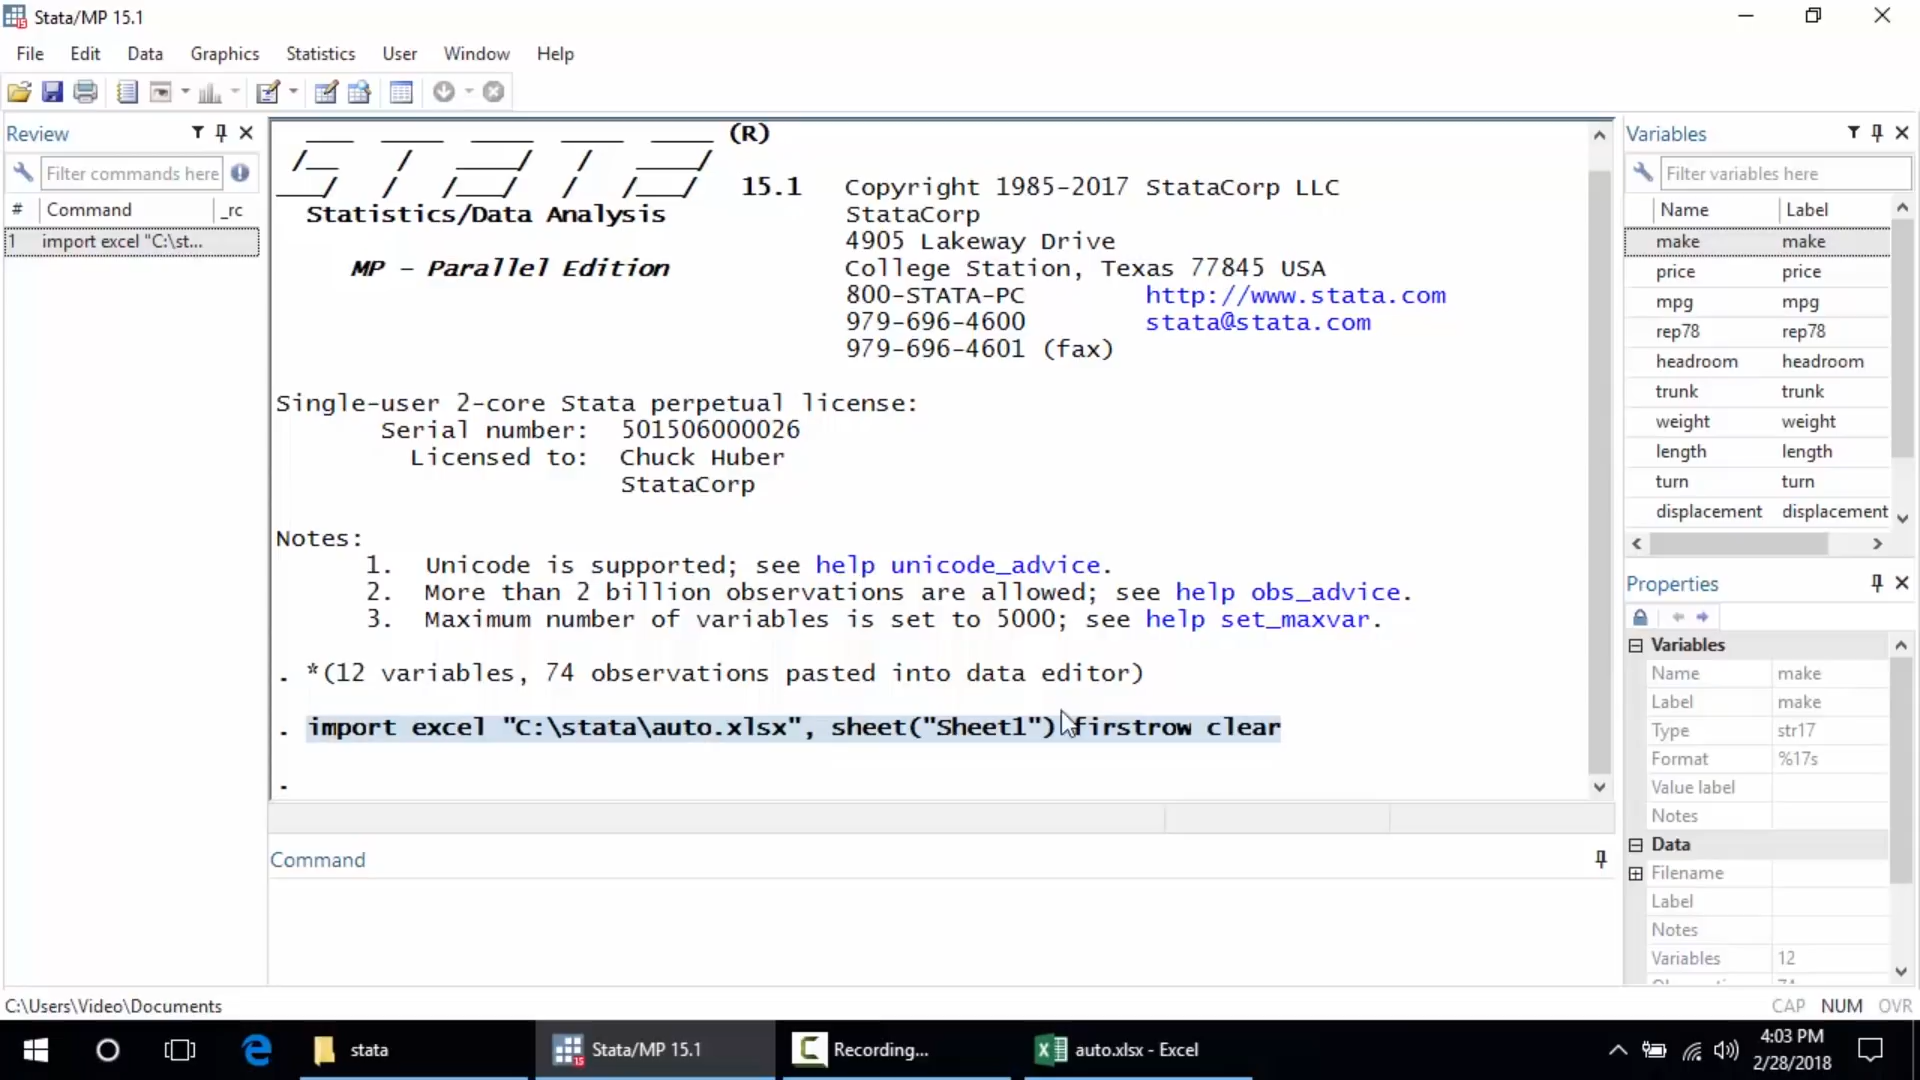 Stata/MP 15.1
File Edit Data Graphics Statistics User Window Help
Review
Filter commands here
# Command _rc
1 import excel "C:\st...
STATA (R)
15.1 Copyright 1985-2017 StataCorp LLC
Statistics/Data Analysis StataCorp
4905 Lakeway Drive
MP - Parallel Edition College Station, Texas 77845 USA
800-STATA-PC http://www.stata.com
979-696-4600 stata@stata.com
979-696-4601 (fax)
Single-user 2-core Stata perpetual license:
Serial number: 501506000026
Licensed to: Chuck Huber
StataCorp
Notes:
1. Unicode is supported; see help unicode_advice.
2. More than 2 billion observations are allowed; see help obs_advice.
3. Maximum number of variables is set to 5000; see help set_maxvar.
. *(12 variables, 74 observations pasted into data editor)
. import excel "C:\stata\auto.xlsx", sheet("Sheet1") firstrow clear
.
Command
Variables
Filter variables here
Name Label
make make
price price
mpg mpg
rep78 rep78
headroom headroom
trunk trunk
weight weight
length length
turn turn
displacement displacement
Properties
Variables
Name make
Label make
Type str17
Format %17s
Value label
Notes
Data
Filename
Label
Notes
Variables 12
C:\Users\Video\Documents
CAP NUM OVR
stata
15
Stata/MP 15.1
Recording...
auto.xlsx - Excel
4:03 PM
2/28/2018